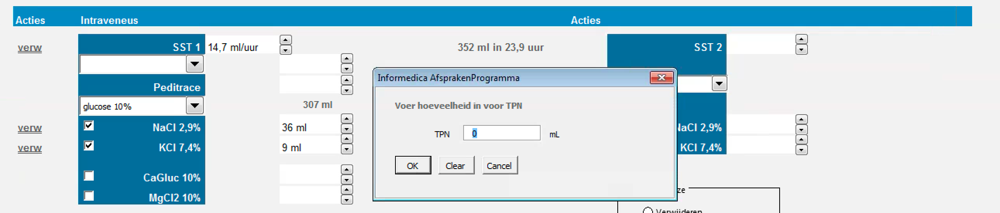 Acties Intraveneus Acties
verw SST 1 14,7 ml/uur 352 ml in 23,9 uur SST 2
Peditrace
glucose 10% 307 ml
verw NaCl 2,9% 36 ml NaCl 2,9%
verw KCl 7,4% 9 ml KCl 7,4%
CaGluc 10%
MgCl2 10%
Informedica AfsprakenProgramma
Voer hoeveelheid in voor TPN
TPN 0 mL
OK Clear Cancel
ze
Verwijderen